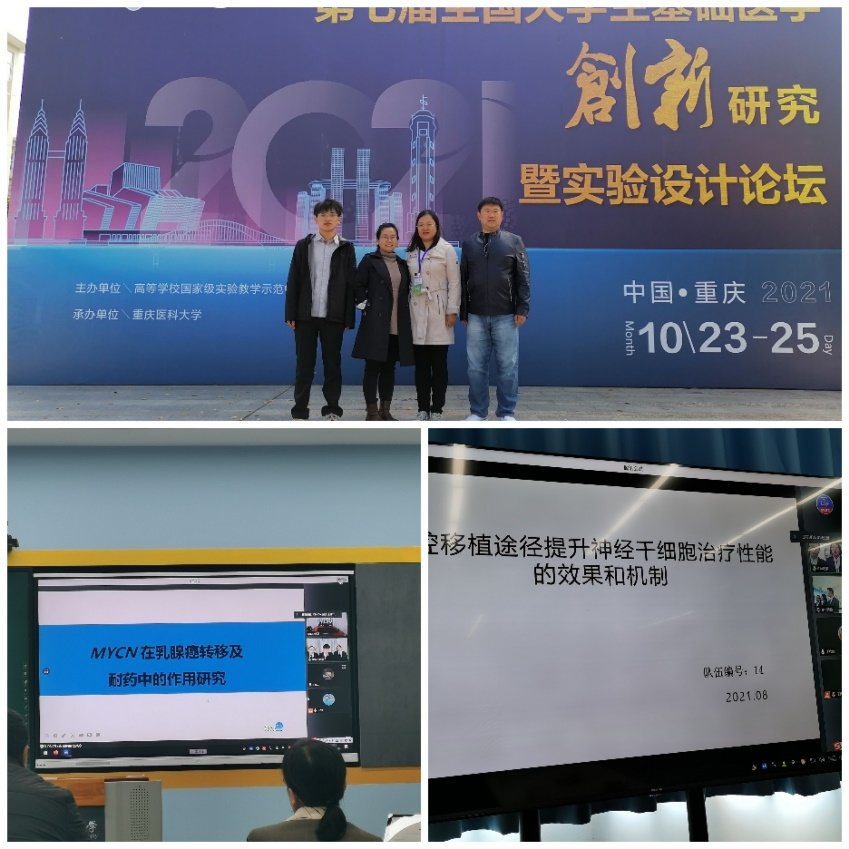 第七届全国大学生基础医学
創新研究
暨实验设计论坛
2021
主办单位\高等学校国家级实验教学示范
承办单位\重庆医科大学
中国•重庆 2021
Month 10\23-25 Day
MYCN 在乳腺癌转移及
耐药中的作用研究
移植途径提升神经干细胞治疗性能
的效果和机制
队伍编号：14
2021.08